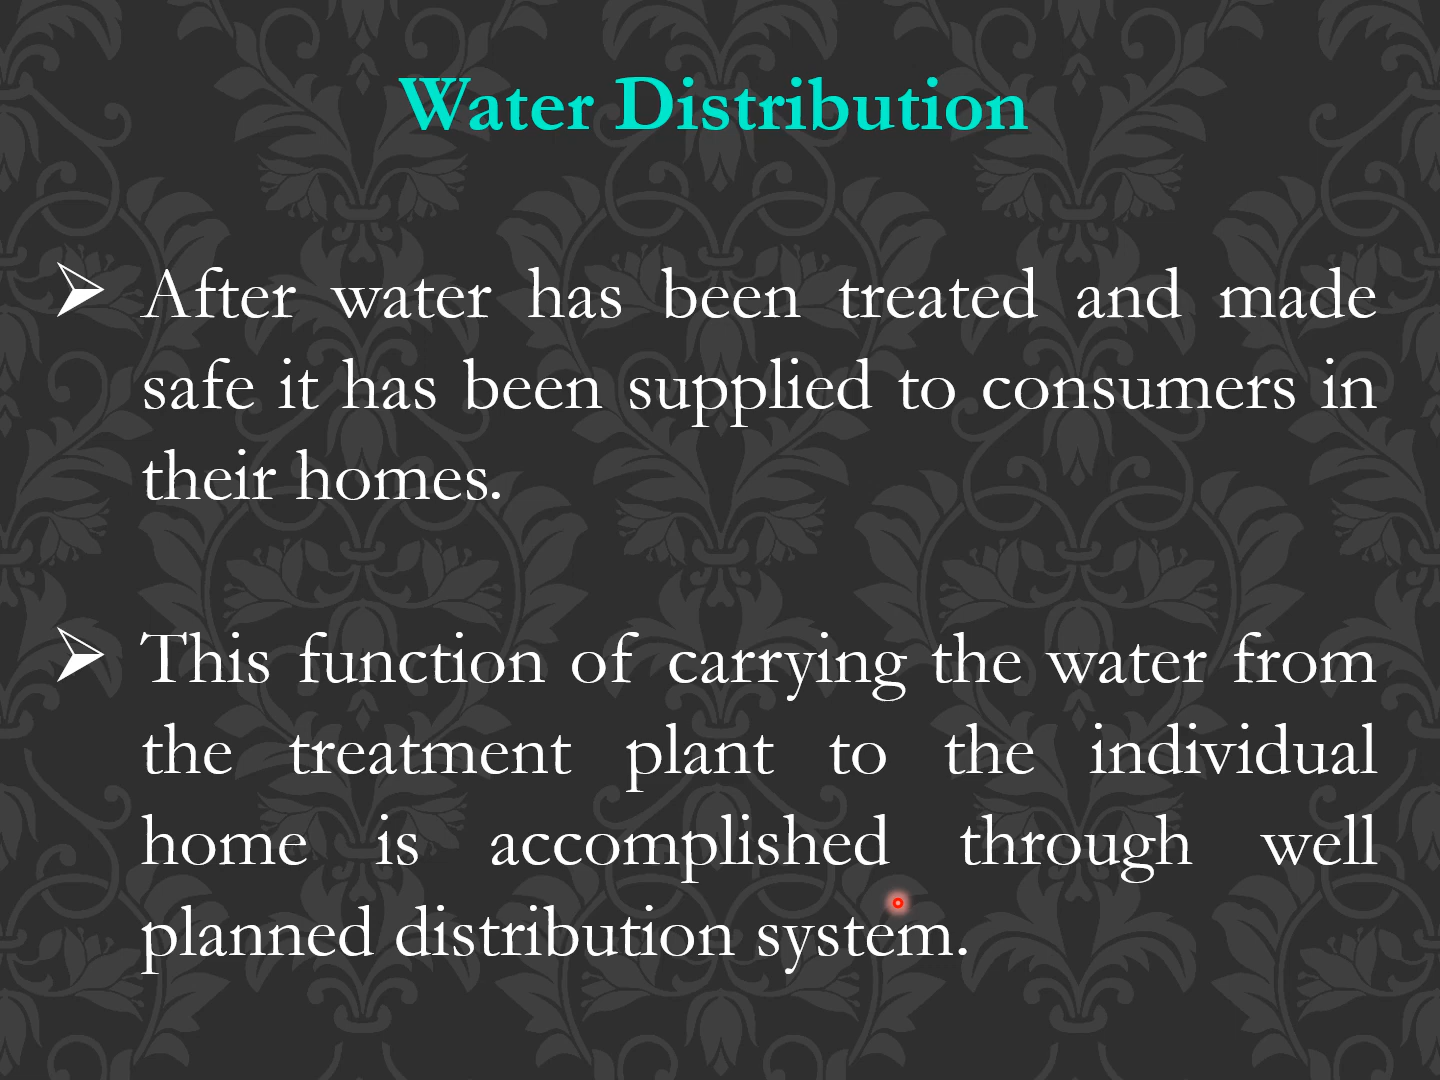 Water Distribution
After water has been treated and made
safe it has been supplied to consumers in
their homes.
This function of carrying the water from
the treatment plant to the individual
home is accomplished through well
planned distribution system.